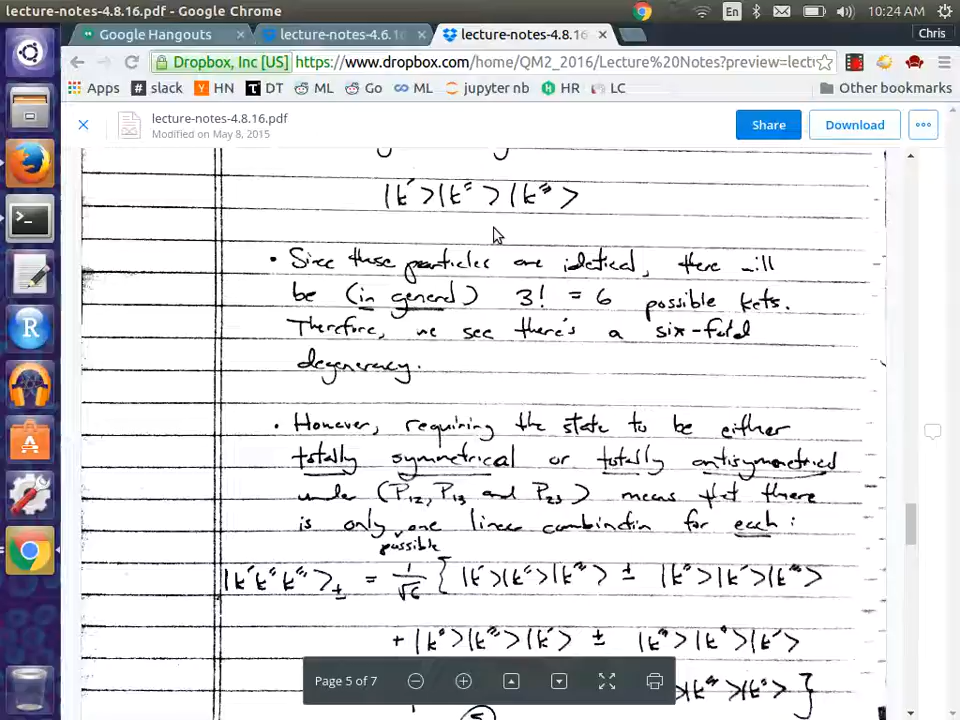 lecture-notes-4.8.16.pdf - Google Chrome
En
10:24 AM
Google Hangouts
lecture-notes-4.6.1
lecture-notes-4.8.16
Chris
Dropbox, Inc [US]
https://www.dropbox.com/home/QM2_2016/Lecture%20Notes?preview=lect
Apps
slack
HN
DT
ML
Go
ML
jupyter nb
HR
LC
Other bookmarks
lecture-notes-4.8.16.pdf
Modified on May 8, 2015
Share
Download
|k'>|k''>|k'''>
• Since these particles are identical, there will
be (in general) 3! = 6 possible kets.
Therefore, we see there's a six-fold
degeneracy.
• However, requiring the state to be either
totally symmetrical or totally antisymmetrical
under (P12, P13 and P23) means that there
is only one linear combination for each:
possible
|k'k''k'''>± = 1/√6 { |k'>|k''>|k'''> ± |k''>|k'>|k'''>
+ |k''>|k'''>|k'> ± |k'''>|k''>|k'>
Page 5 of 7
>|k'''>|k''> }